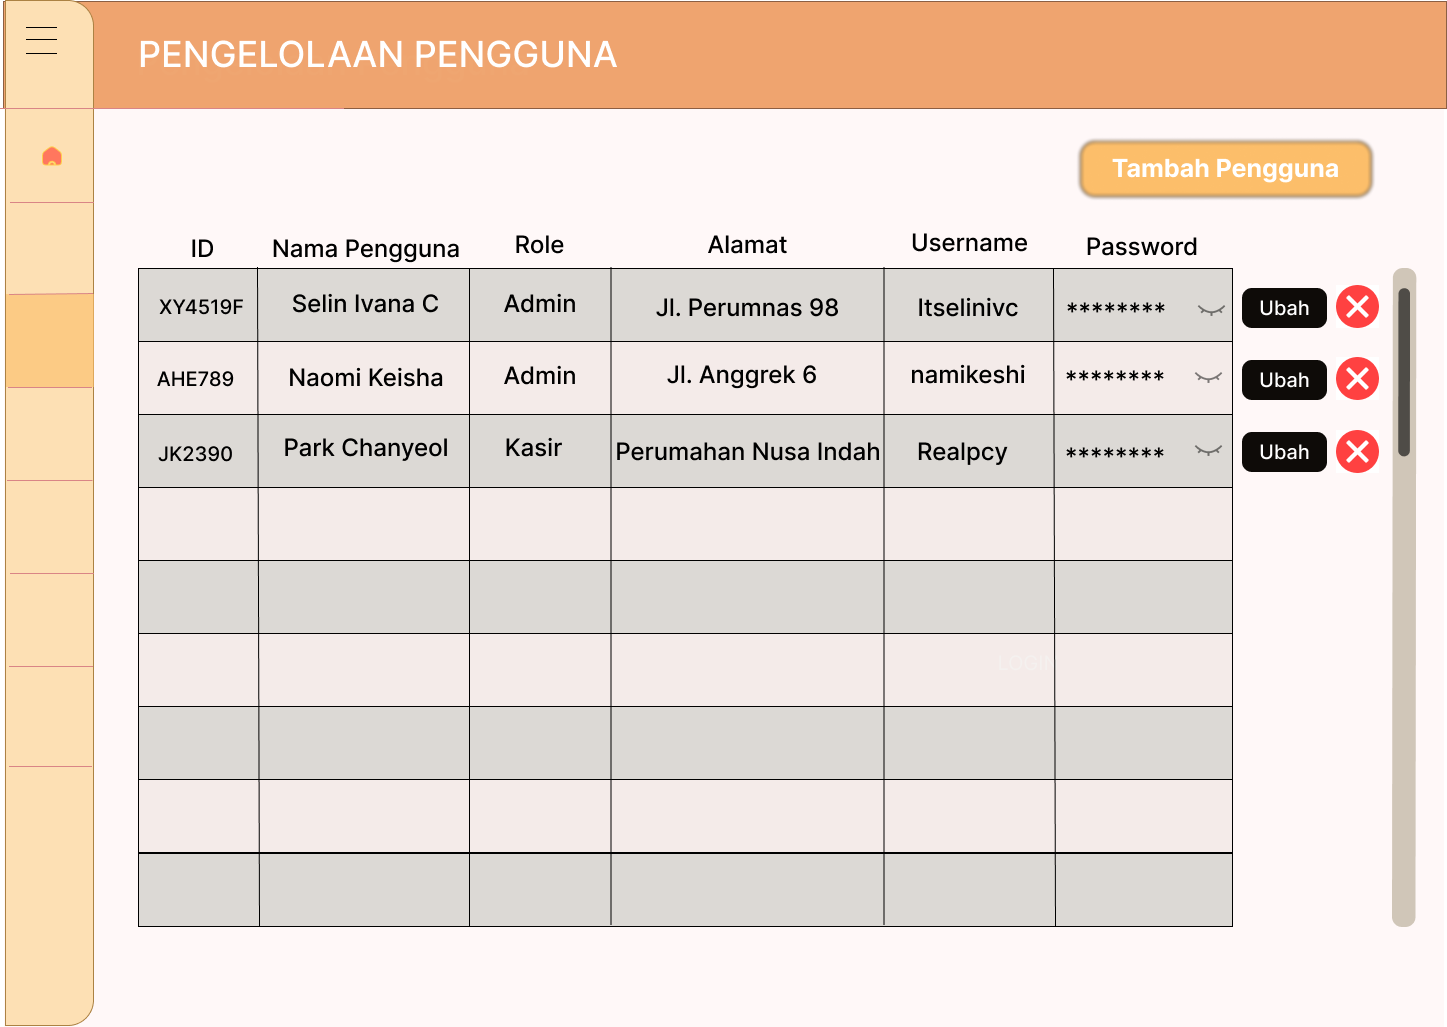 PENGELOLAAN PENGGUNA
Tambah Pengguna
ID Nama Pengguna Role Alamat Username Password
XY4519F Selin Ivana C Admin Jl. Perumnas 98 Itselinivc ******** Ubah
AHE789 Naomi Keisha Admin Jl. Anggrek 6 namikeshi ******** Ubah
JK2390 Park Chanyeol Kasir Perumahan Nusa Indah Realpcy ******** Ubah
LOGIN